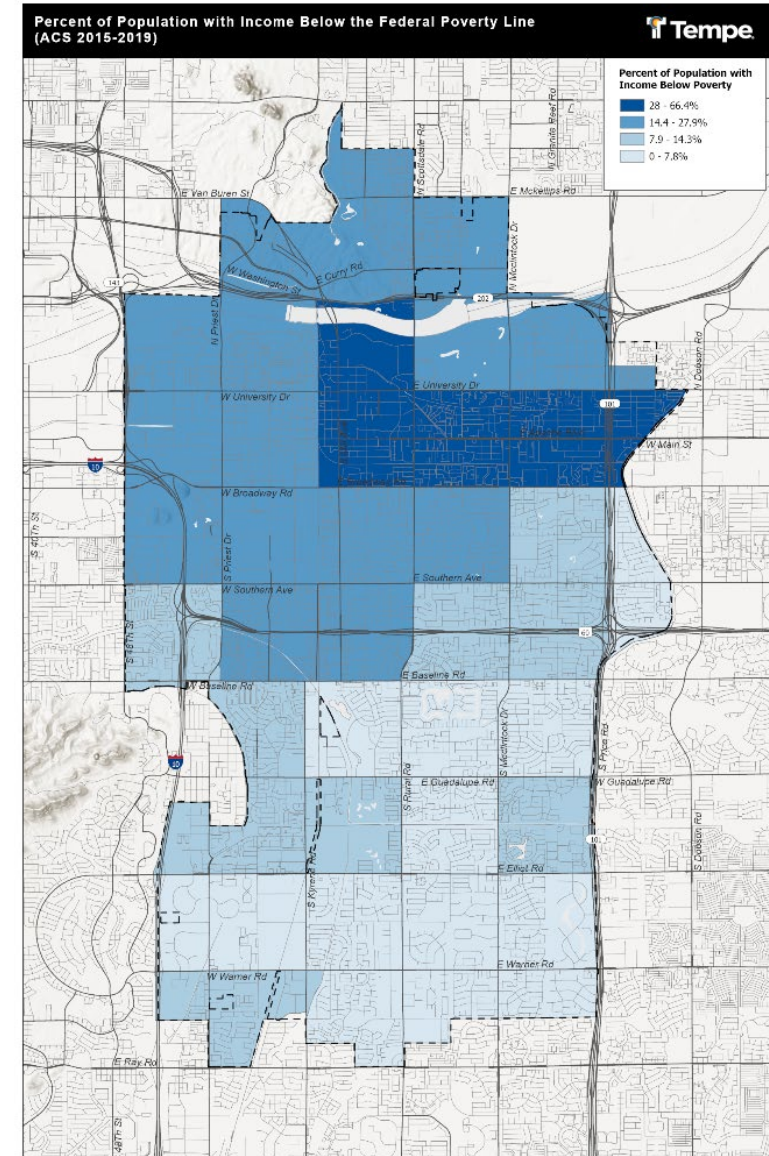 Percent of Population with Income Below the Federal Poverty Line
(ACS 2015-2019)
Tempe
Percent of Population with
Income Below Poverty
28 - 66.4%
14.4 - 27.9%
7.9 - 14.3%
0 - 7.8%
N Scottsdale Rd
N Granite Reef Rd
E Van Buren St
E Mckellips Rd
N Mcclintock Dr
E Curry Rd
W Washington St
143
202
N Priest Dr
N Dobson Rd
W University Dr
E University Dr
101
W Main St
10
W Broadway Rd
S 40Th St
S Priest Dr
E Southern Ave
W Southern Ave
S 48Th St
60
E Baseline Rd
W Baseline Rd
S Mcclintock Dr
S Price Rd
10
E Guadalupe Rd
W Guadalupe Rd
S Rural Rd
S Dobson Rd
101
E Elliot Rd
S Kyrene Rd
W Warner Rd
E Warner Rd
E Ray Rd
48Th St